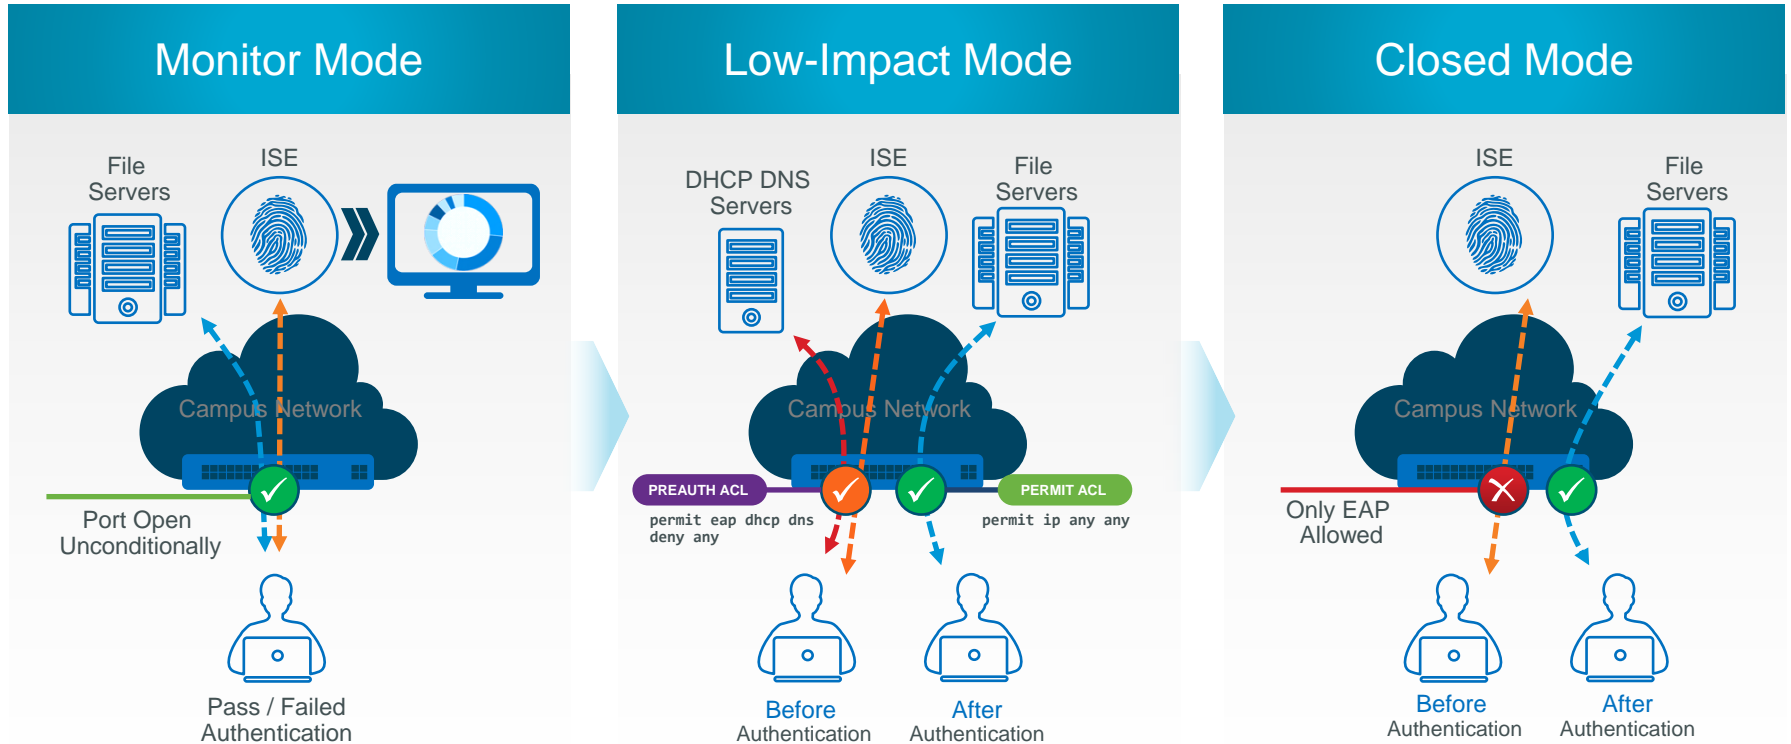 Monitor Mode
File
Servers
ISE
Campus Network
Port Open
Unconditionally
Pass / Failed
Authentication
Low-Impact Mode
DHCP DNS
Servers
ISE
File
Servers
Campus Network
PREAUTH ACL
permit eap dhcp dns
deny any
PERMIT ACL
permit ip any any
Before
Authentication
After
Authentication
Closed Mode
ISE
File
Servers
Campus Network
Only EAP
Allowed
Before
Authentication
After
Authentication